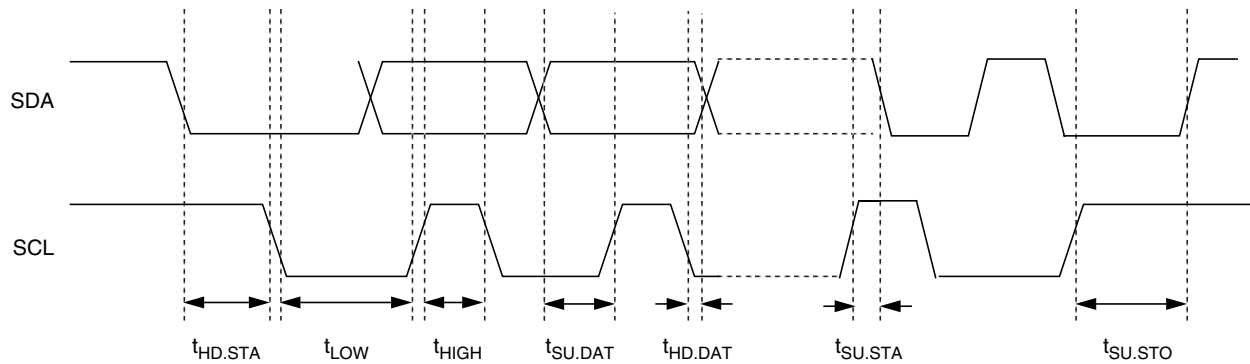 SDA
SCL
tHD.STA tLOW tHIGH tSU.DAT tHD.DAT tSU.STA tSU.STO